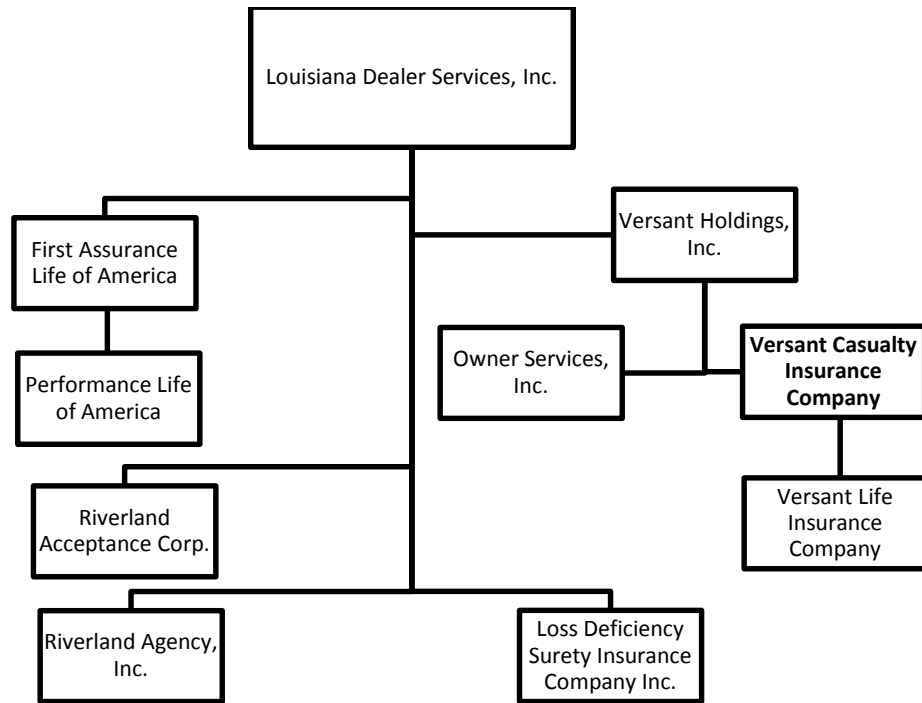 Louisiana Dealer Services, Inc.
First Assurance
Life of America
Versant Holdings,
Inc.
Performance Life
of America
Owner Services,
Inc.
Versant Casualty
Insurance
Company
Riverland
Acceptance Corp.
Versant Life
Insurance
Company
Riverland Agency,
Inc.
Loss Deficiency
Surety Insurance
Company Inc.